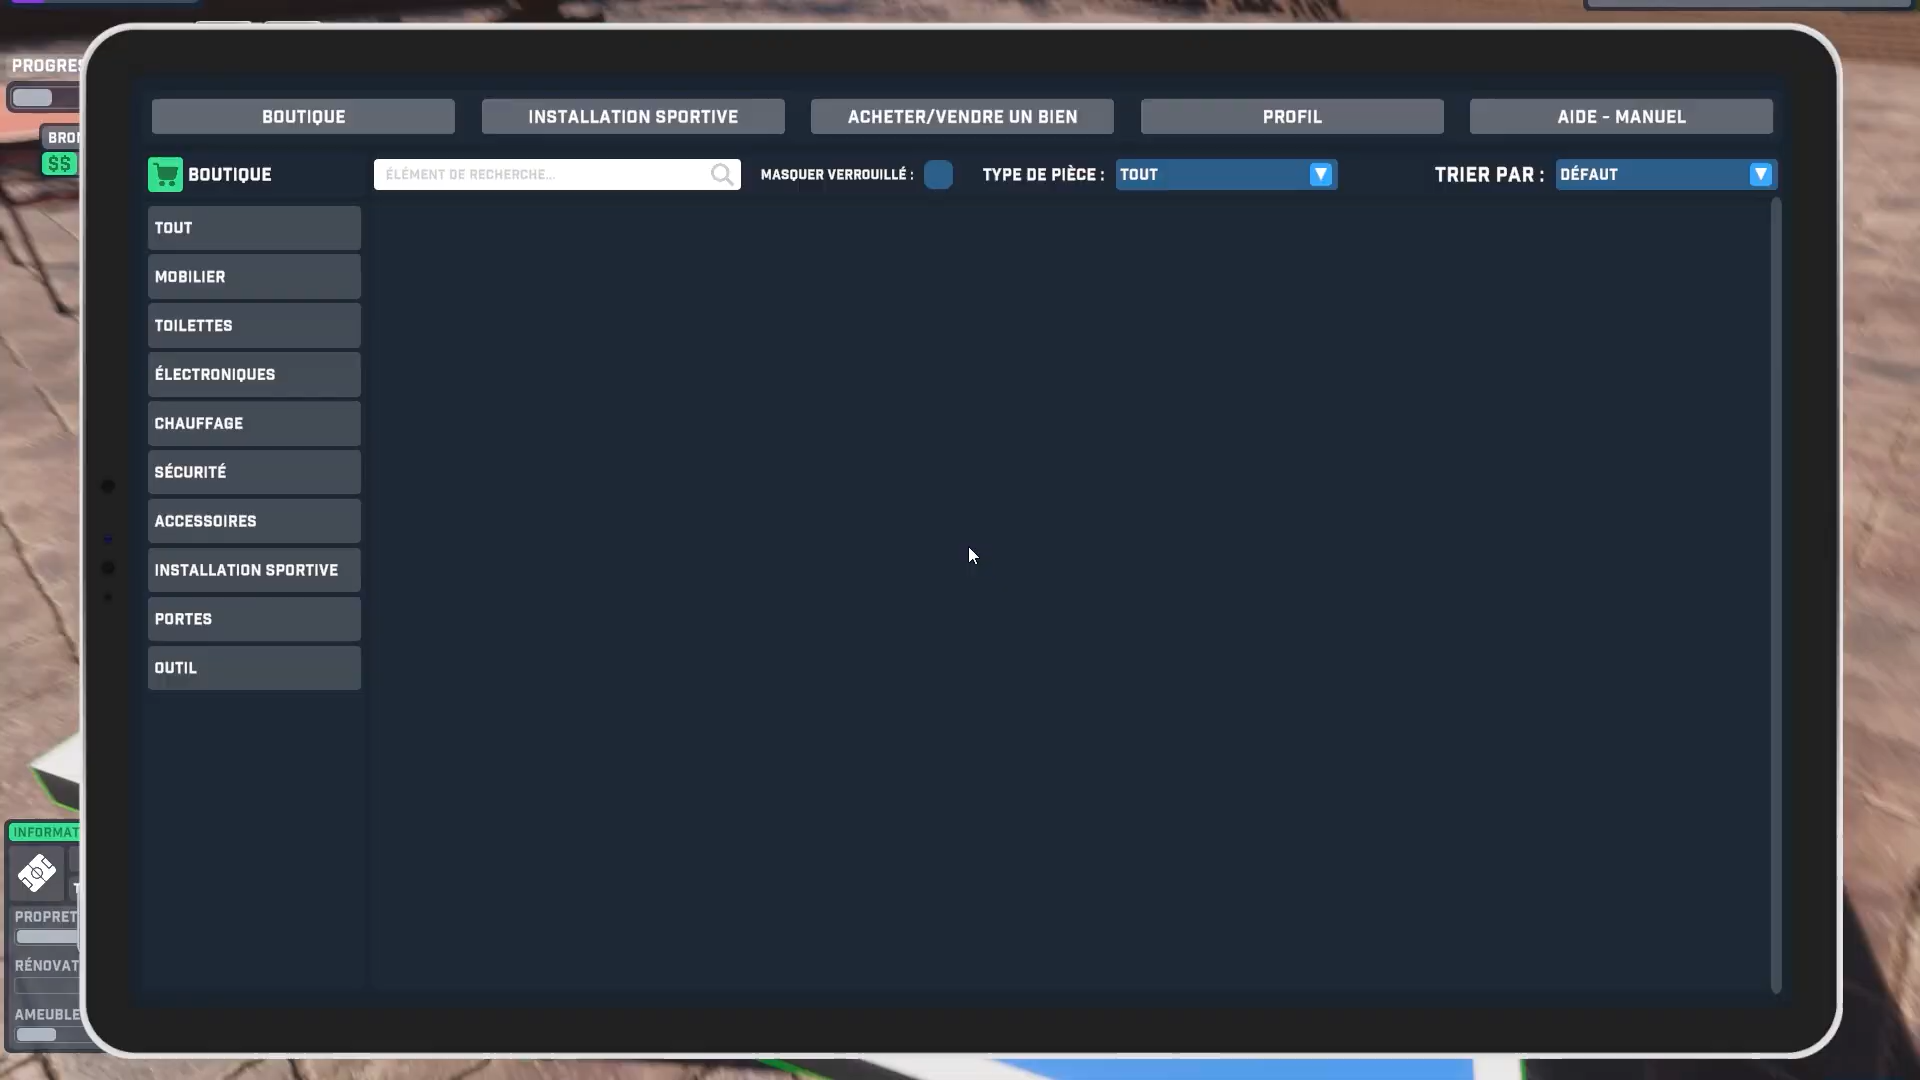 PROGRES
BRON
$$
BOUTIQUE
INSTALLATION SPORTIVE
ACHETER/VENDRE UN BIEN
PROFIL
AIDE - MANUEL
BOUTIQUE
ÉLÉMENT DE RECHERCHE...
MASQUER VERROUILLÉ :
TYPE DE PIÈCE :
TOUT
TRIER PAR :
DÉFAUT
TOUT
MOBILIER
TOILETTES
ÉLECTRONIQUES
CHAUFFAGE
SÉCURITÉ
ACCESSOIRES
INSTALLATION SPORTIVE
PORTES
OUTIL
INFORMAT
T
PROPRET
RÉNOVAT
AMEUBLE